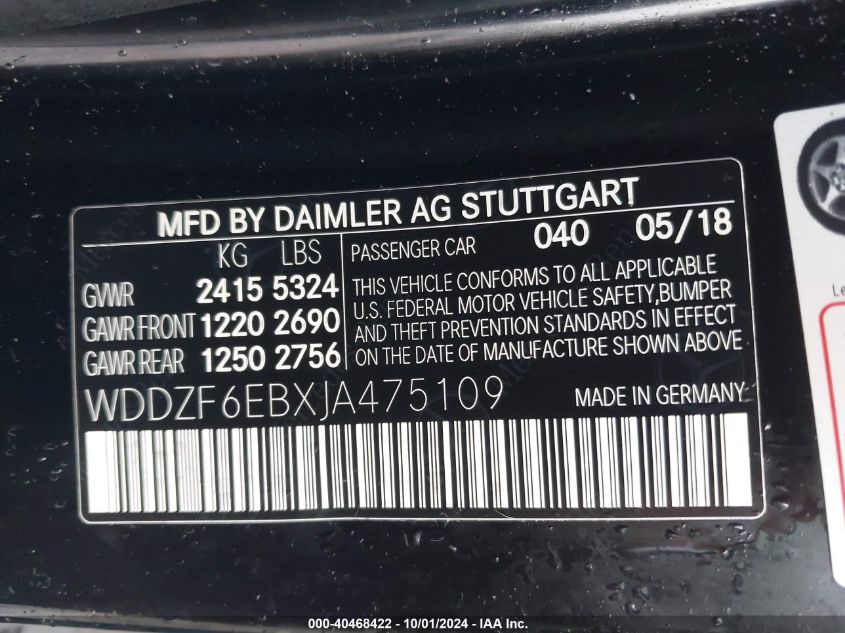 MFD BY DAIMLER AG STUTTGART
KG LBS
GVWR 2415 5324
GAWR FRONT 1220 2690
GAWR REAR 1250 2756
PASSENGER CAR 040 05/18
THIS VEHICLE CONFORMS TO ALL APPLICABLE
U.S. FEDERAL MOTOR VEHICLE SAFETY,BUMPER
AND THEFT PREVENTION STANDARDS IN EFFECT
ON THE DATE OF MANUFACTURE SHOWN ABOVE
WDDZF6EBXJA475109 MADE IN GERMANY
000-40468422 - 10/01/2024 - IAA Inc.